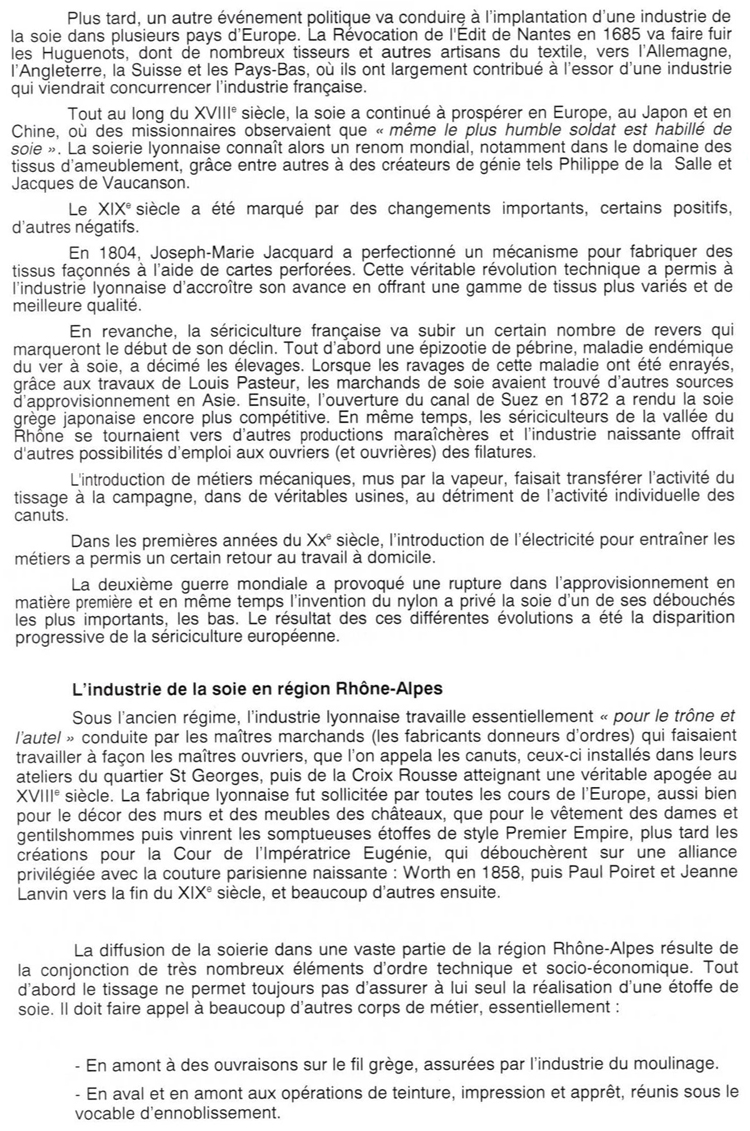 Plus tard, un autre événement politique va conduire à l'implantation d'une industrie de
la soie dans plusieurs pays d'Europe. La Révocation de l'Édit de Nantes en 1685 va faire fuir
les Huguenots, dont de nombreux tisseurs et autres artisans du textile, vers l'Allemagne,
l'Angleterre, la Suisse et les Pays-Bas, où ils ont largement contribué à l'essor d'une industrie
qui viendrait concurrencer l'industrie française.
Tout au long du XVIIIe siècle, la soie a continué à prospérer en Europe, au Japon et en
Chine, où des missionnaires observaient que « même le plus humble soldat est habillé de
soie ». La soierie lyonnaise connaît alors un renom mondial, notamment dans le domaine des
tissus d'ameublement, grâce entre autres à des créateurs de génie tels Philippe de la Salle et
Jacques de Vaucanson.
Le XIXe siècle a été marqué par des changements importants, certains positifs,
d'autres négatifs.
En 1804, Joseph-Marie Jacquard a perfectionné un mécanisme pour fabriquer des
tissus façonnés à l'aide de cartes perforées. Cette véritable révolution technique a permis à
l'industrie lyonnaise d'accroître son avance en offrant une gamme de tissus plus variés et de
meilleure qualité.
En revanche, la sériciculture française va subir un certain nombre de revers qui
marqueront le début de son déclin. Tout d'abord une épizootie de pébrine, maladie endémique
du ver à soie, a décimé les élevages. Lorsque les ravages de cette maladie ont été enrayés,
grâce aux travaux de Louis Pasteur, les marchands de soie avaient trouvé d'autres sources
d'approvisionnement en Asie. Ensuite, l'ouverture du canal de Suez en 1872 a rendu la soie
grège japonaise encore plus compétitive. En même temps, les sériciculteurs de la vallée du
Rhône se tournaient vers d'autres productions maraîchères et l'industrie naissante offrait
d'autres possibilités d'emploi aux ouvriers (et ouvrières) des filatures.
L'introduction de métiers mécaniques, mus par la vapeur, faisait transférer l'activité du
tissage à la campagne, dans de véritables usines, au détriment de l'activité individuelle des
canuts.
Dans les premières années du Xxe siècle, l'introduction de l'électricité pour entraîner les
métiers a permis un certain retour au travail à domicile.
La deuxième guerre mondiale a provoqué une rupture dans l'approvisionnement en
matière première et en même temps l'invention du nylon a privé la soie d'un de ses débouchés
les plus importants, les bas. Le résultat des ces différentes évolutions a été la disparition
progressive de la sériciculture européenne.
L'industrie de la soie en région Rhône-Alpes
Sous l'ancien régime, l'industrie lyonnaise travaille essentiellement « pour le trône et
l'autel » conduite par les maîtres marchands (les fabricants donneurs d'ordres) qui faisaient
travailler à façon les maîtres ouvriers, que l'on appela les canuts, ceux-ci installés dans leurs
ateliers du quartier St Georges, puis de la Croix Rousse atteignant une véritable apogée au
XVIIIe siècle. La fabrique lyonnaise fut sollicitée par toutes les cours de l'Europe, aussi bien
pour le décor des murs et des meubles des châteaux, que pour le vêtement des dames et
gentilshommes puis vinrent les somptueuses étoffes de style Premier Empire, plus tard les
créations pour la Cour de l'Impératrice Eugénie, qui débouchèrent sur une alliance
privilégiée avec la couture parisienne naissante : Worth en 1858, puis Paul Poiret et Jeanne
Lanvin vers la fin du XIXe siècle, et beaucoup d'autres ensuite.
La diffusion de la soierie dans une vaste partie de la région Rhône-Alpes résulte de
la conjonction de très nombreux éléments d'ordre technique et socio-économique. Tout
d'abord le tissage ne permet toujours pas d'assurer à lui seul la réalisation d'une étoffe de
soie. Il doit faire appel à beaucoup d'autres corps de métier, essentiellement :
- En amont à des ouvraisons sur le fil grège, assurées par l'industrie du moulinage.
- En aval et en amont aux opérations de teinture, impression et apprêt, réunis sous le
vocable d'ennoblissement.